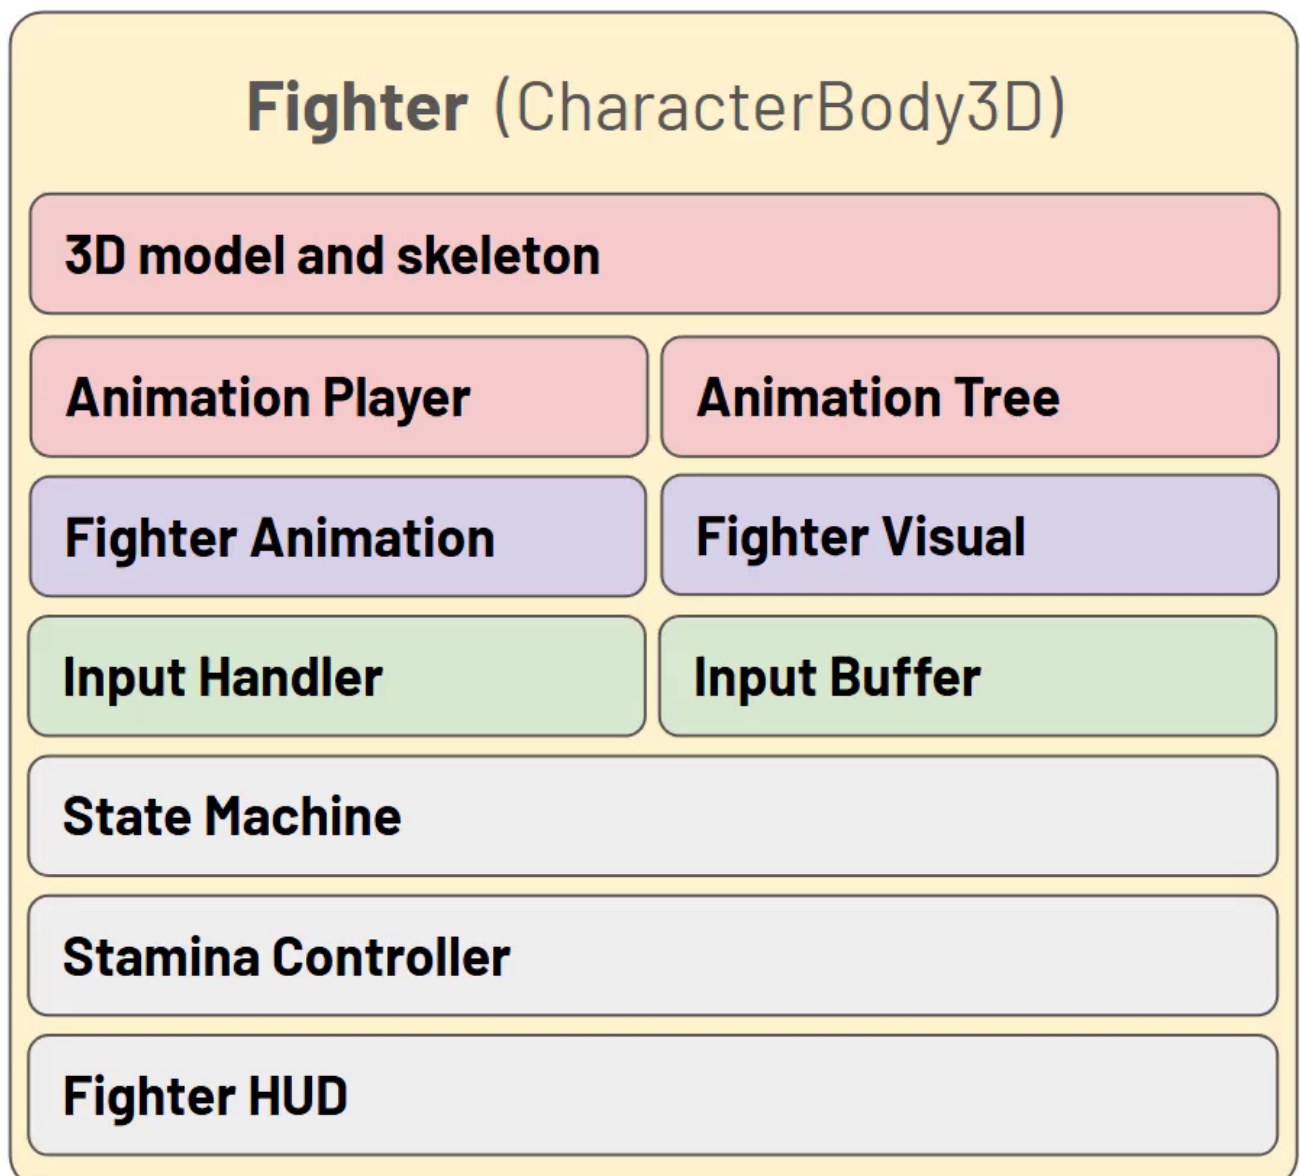 Fighter (CharacterBody3D)
3D model and skeleton
Animation Player
Animation Tree
Fighter Animation
Fighter Visual
Input Handler
Input Buffer
State Machine
Stamina Controller
Fighter HUD